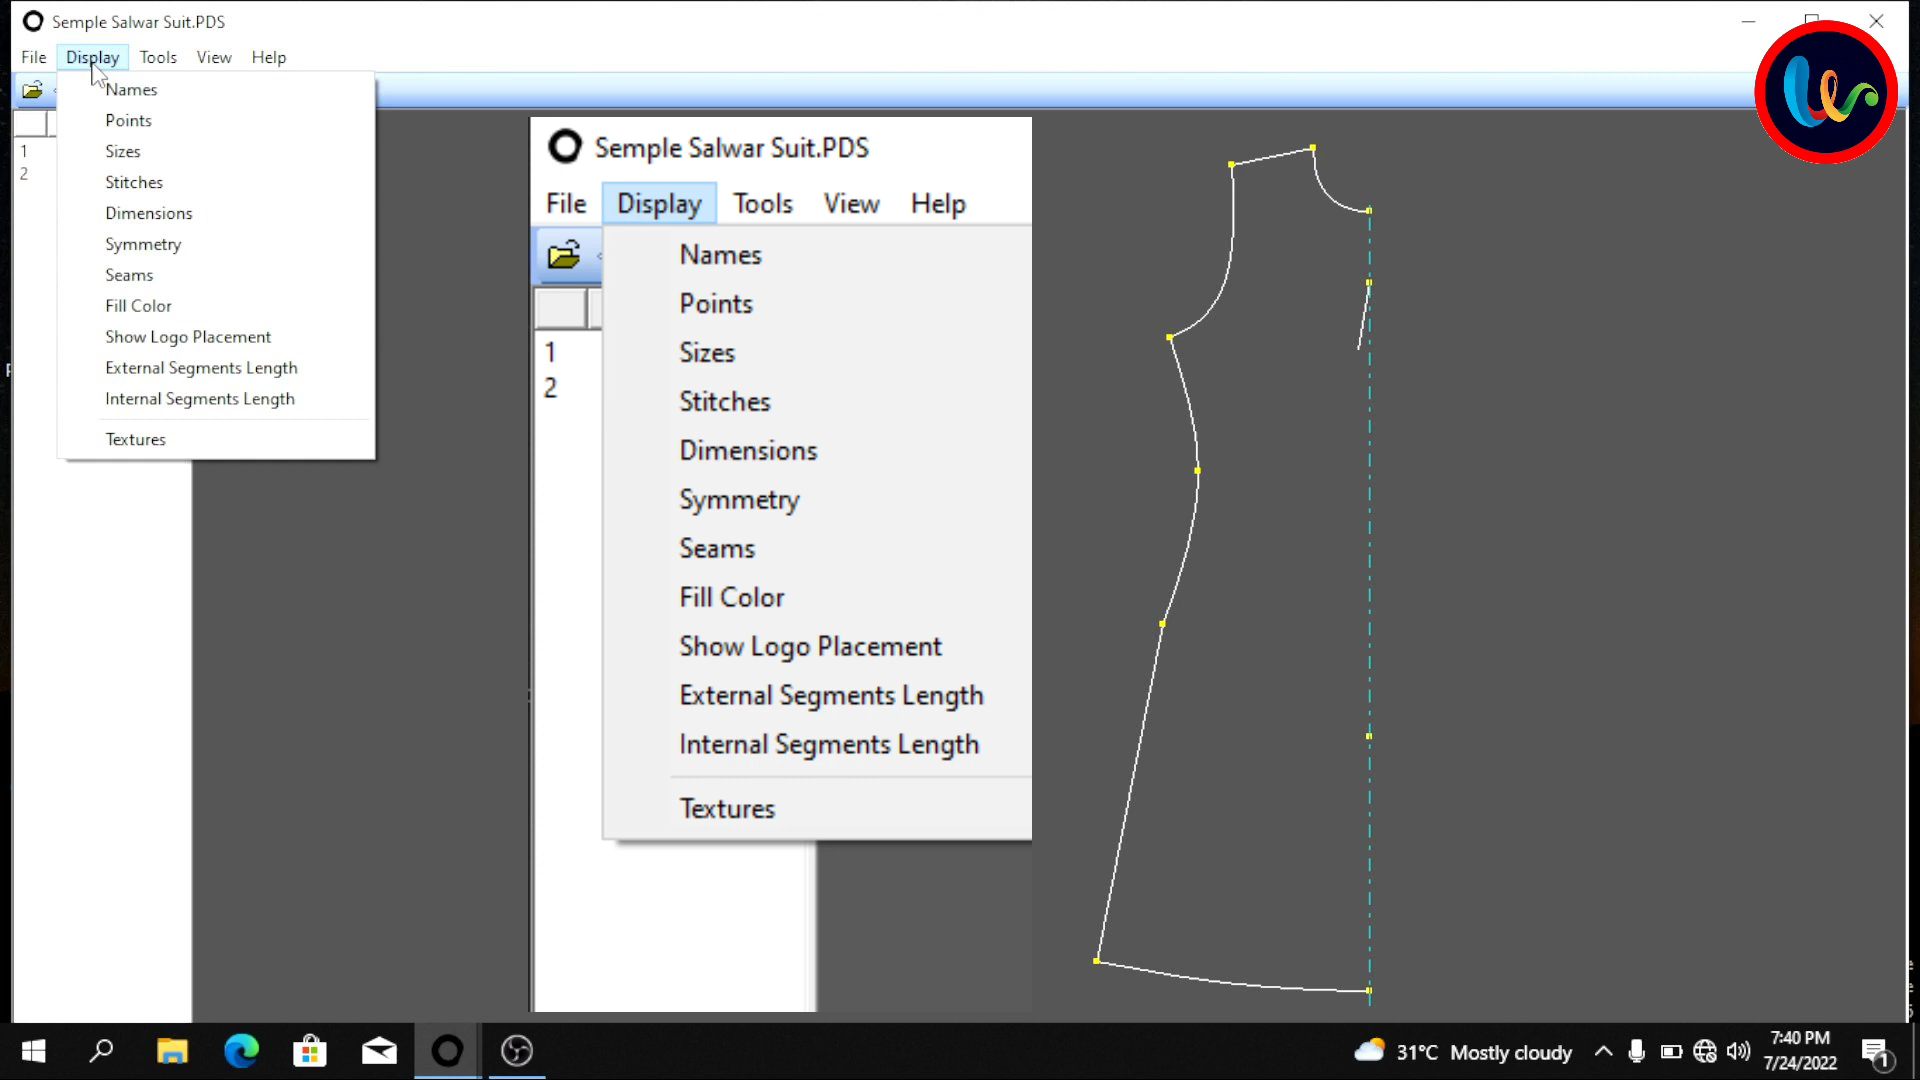 Semple Salwar Suit.PDS
File Display Tools View Help
Names
Points
Sizes
Stitches
Dimensions
Symmetry
Seams
Fill Color
Show Logo Placement
External Segments Length
Internal Segments Length
Textures
1
2
Semple Salwar Suit.PDS
File Display Tools View Help
Names
Points
Sizes
Stitches
Dimensions
Symmetry
Seams
Fill Color
Show Logo Placement
External Segments Length
Internal Segments Length
Textures
1
2
31°C Mostly cloudy
7:40 PM
7/24/2022
1